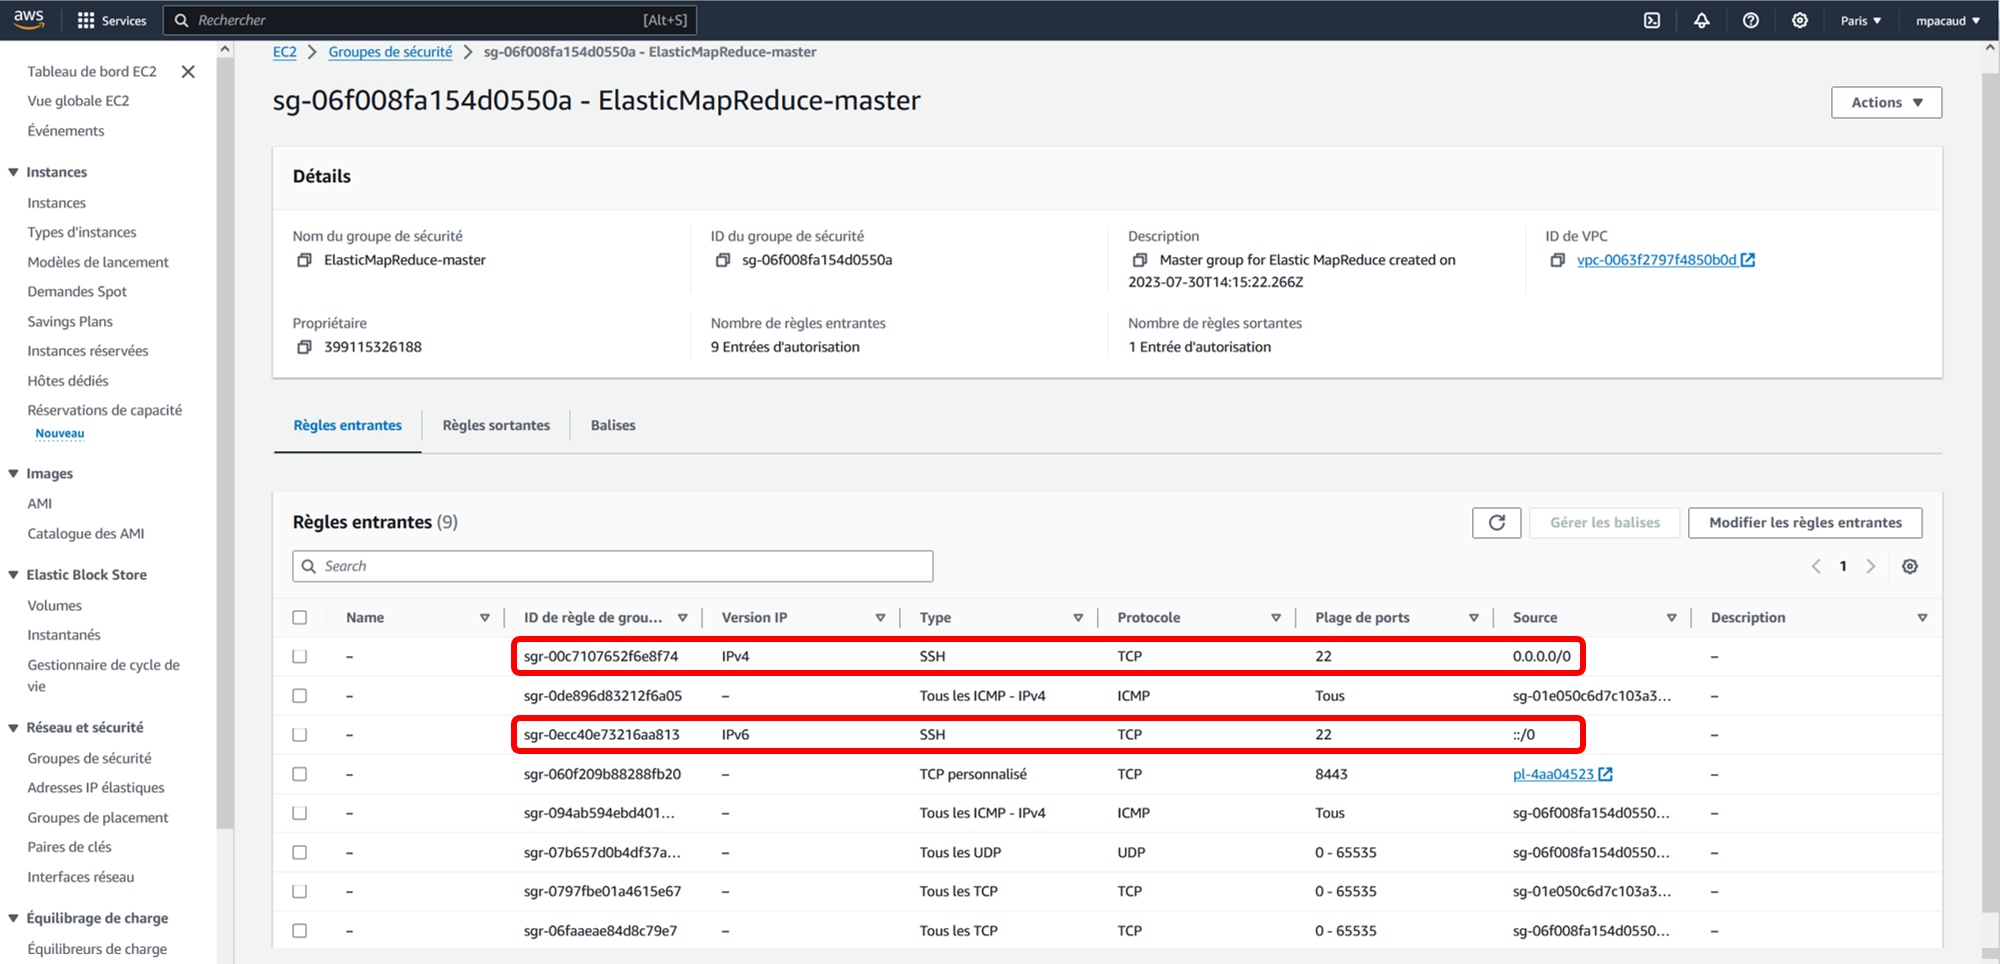 aws Services Rechercher [Alt+S] Paris ▼ mpacaud ▼
EC2 > Groupes de sécurité > sg-06f008fa154d0550a - ElasticMapReduce-master
sg-06f008fa154d0550a - ElasticMapReduce-master
Actions ▼
Tableau de bord EC2
Vue globale EC2
Événements
Instances
Instances
Types d'instances
Modèles de lancement
Demandes Spot
Savings Plans
Instances réservées
Hôtes dédiés
Réservations de capacité
Nouveau
Images
AMI
Catalogue des AMI
Elastic Block Store
Volumes
Instantanés
Gestionnaire de cycle de
vie
Réseau et sécurité
Groupes de sécurité
Adresses IP élastiques
Groupes de placement
Paires de clés
Interfaces réseau
Équilibrage de charge
Équilibreurs de charge
Détails
Nom du groupe de sécurité
ElasticMapReduce-master
ID du groupe de sécurité
sg-06f008fa154d0550a
Description
Master group for Elastic MapReduce created on
2023-07-30T14:15:22.266Z
ID de VPC
vpc-0063f2797f4850b0d
Propriétaire
399115326188
Nombre de règles entrantes
9 Entrées d'autorisation
Nombre de règles sortantes
1 Entrée d'autorisation
Règles entrantes Règles sortantes Balises
Règles entrantes (9)
Gérer les balises Modifier les règles entrantes
Search
< 1 >
Name ID de règle de grou... Version IP Type Protocole Plage de ports Source Description
– sgr-00c7107652f6e8f74 IPv4 SSH TCP 22 0.0.0.0/0 –
– sgr-0de896d83212f6a05 – Tous les ICMP - IPv4 ICMP Tous sg-01e050c6d7c103a3... –
– sgr-0ecc40e73216aa813 IPv6 SSH TCP 22 ::/0 –
– sgr-060f209b88288fb20 – TCP personnalisé TCP 8443 pl-4aa04523 –
– sgr-094ab594ebd401... – Tous les ICMP - IPv4 ICMP Tous sg-06f008fa154d0550... –
– sgr-07b657d0b4df37a... – Tous les UDP UDP 0 - 65535 sg-06f008fa154d0550... –
– sgr-0797fbe01a4615e67 – Tous les TCP TCP 0 - 65535 sg-01e050c6d7c103a3... –
– sgr-06faaeae84d8c79e7 – Tous les TCP TCP 0 - 65535 sg-06f008fa154d0550... –